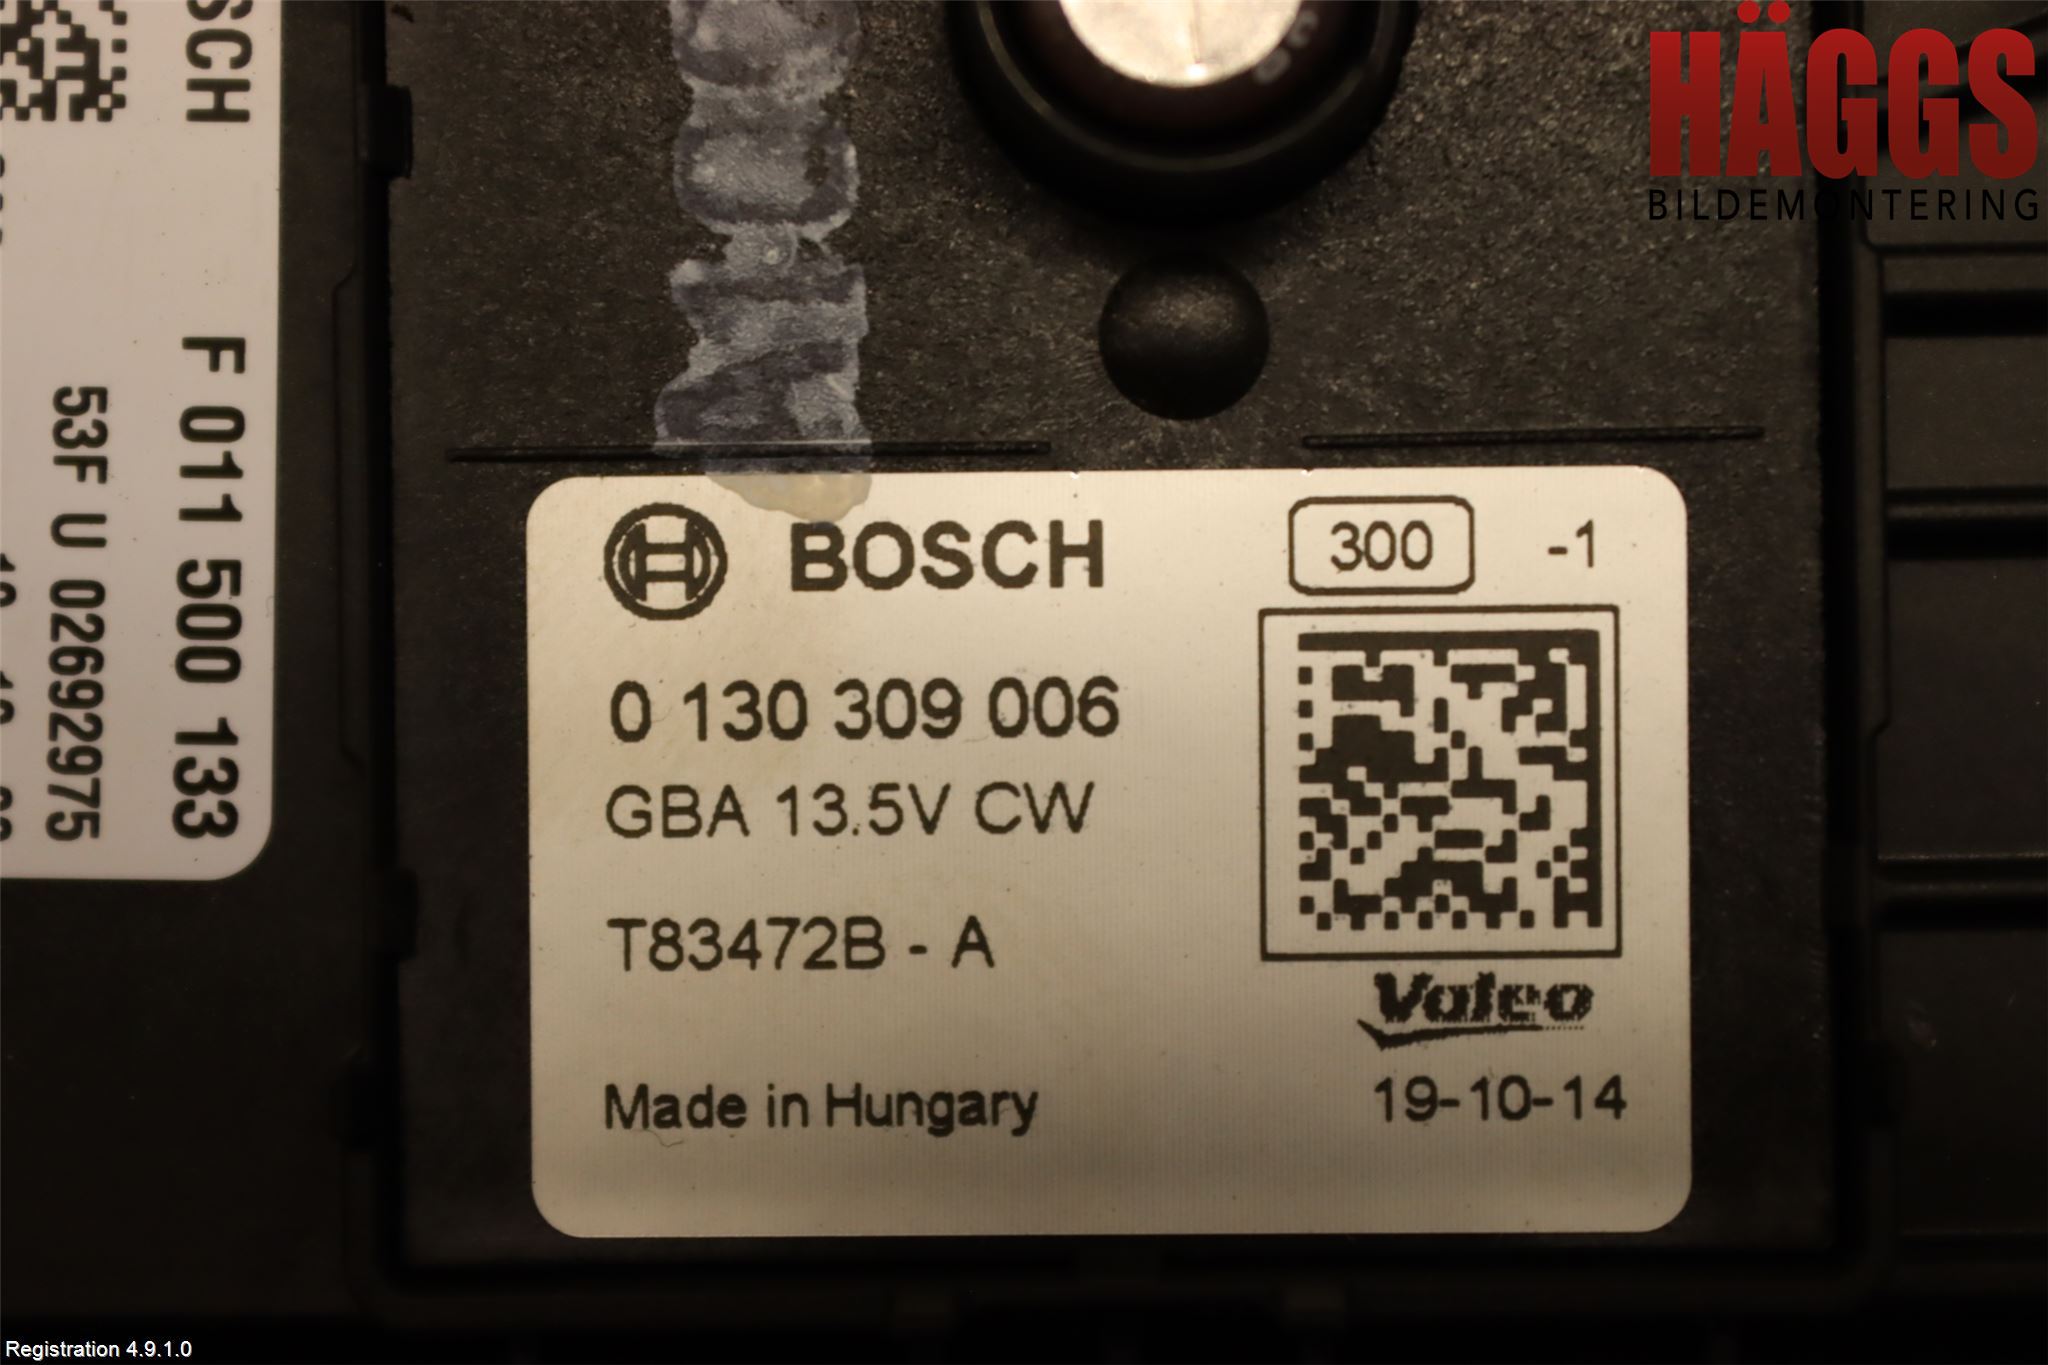 HÄGGS
BILDEMONTERING
F 011 500 133
53F U 02692975
BOSCH
300 -1
0 130 309 006
GBA 13.5V CW
T83472B - A
Valeo
Made in Hungary
19-10-14
Registration 4.9.1.0